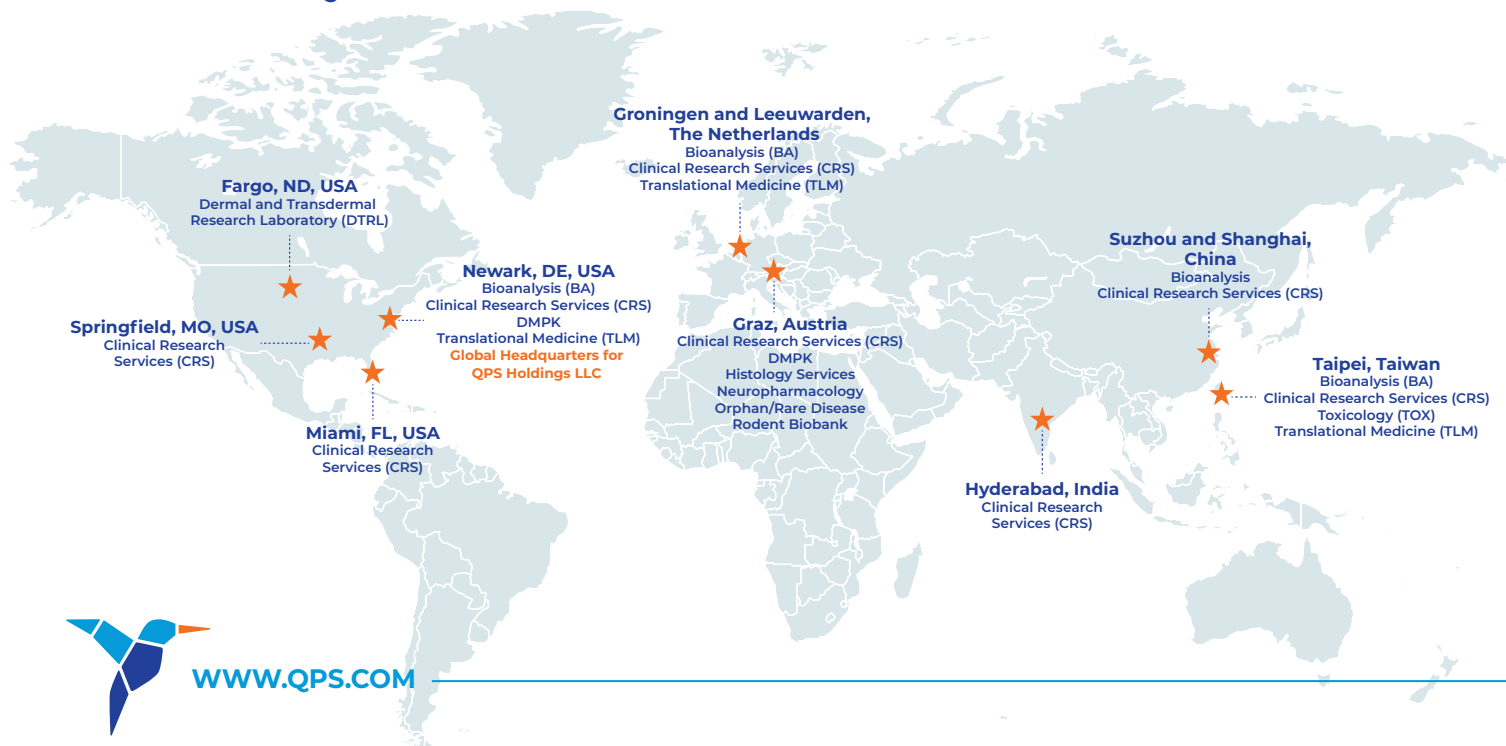 Groningen and Leeuwarden,
The Netherlands
Bioanalysis (BA)
Clinical Research Services (CRS)
Translational Medicine (TLM)
Fargo, ND, USA
Dermal and Transdermal
Research Laboratory (DTRL)
Newark, DE, USA
Bioanalysis (BA)
Clinical Research Services (CRS)
DMPK
Translational Medicine (TLM)
Global Headquarters for
QPS Holdings LLC
Suzhou and Shanghai,
China
Bioanalysis
Clinical Research Services (CRS)
Springfield, MO, USA
Clinical Research
Services (CRS)
Graz, Austria
Clinical Research Services (CRS)
DMPK
Histology Services
Neuropharmacology
Orphan/Rare Disease
Rodent Biobank
Taipei, Taiwan
Bioanalysis (BA)
Clinical Research Services (CRS)
Toxicology (TOX)
Translational Medicine (TLM)
Miami, FL, USA
Clinical Research
Services (CRS)
Hyderabad, India
Clinical Research
Services (CRS)
WWW.QPS.COM